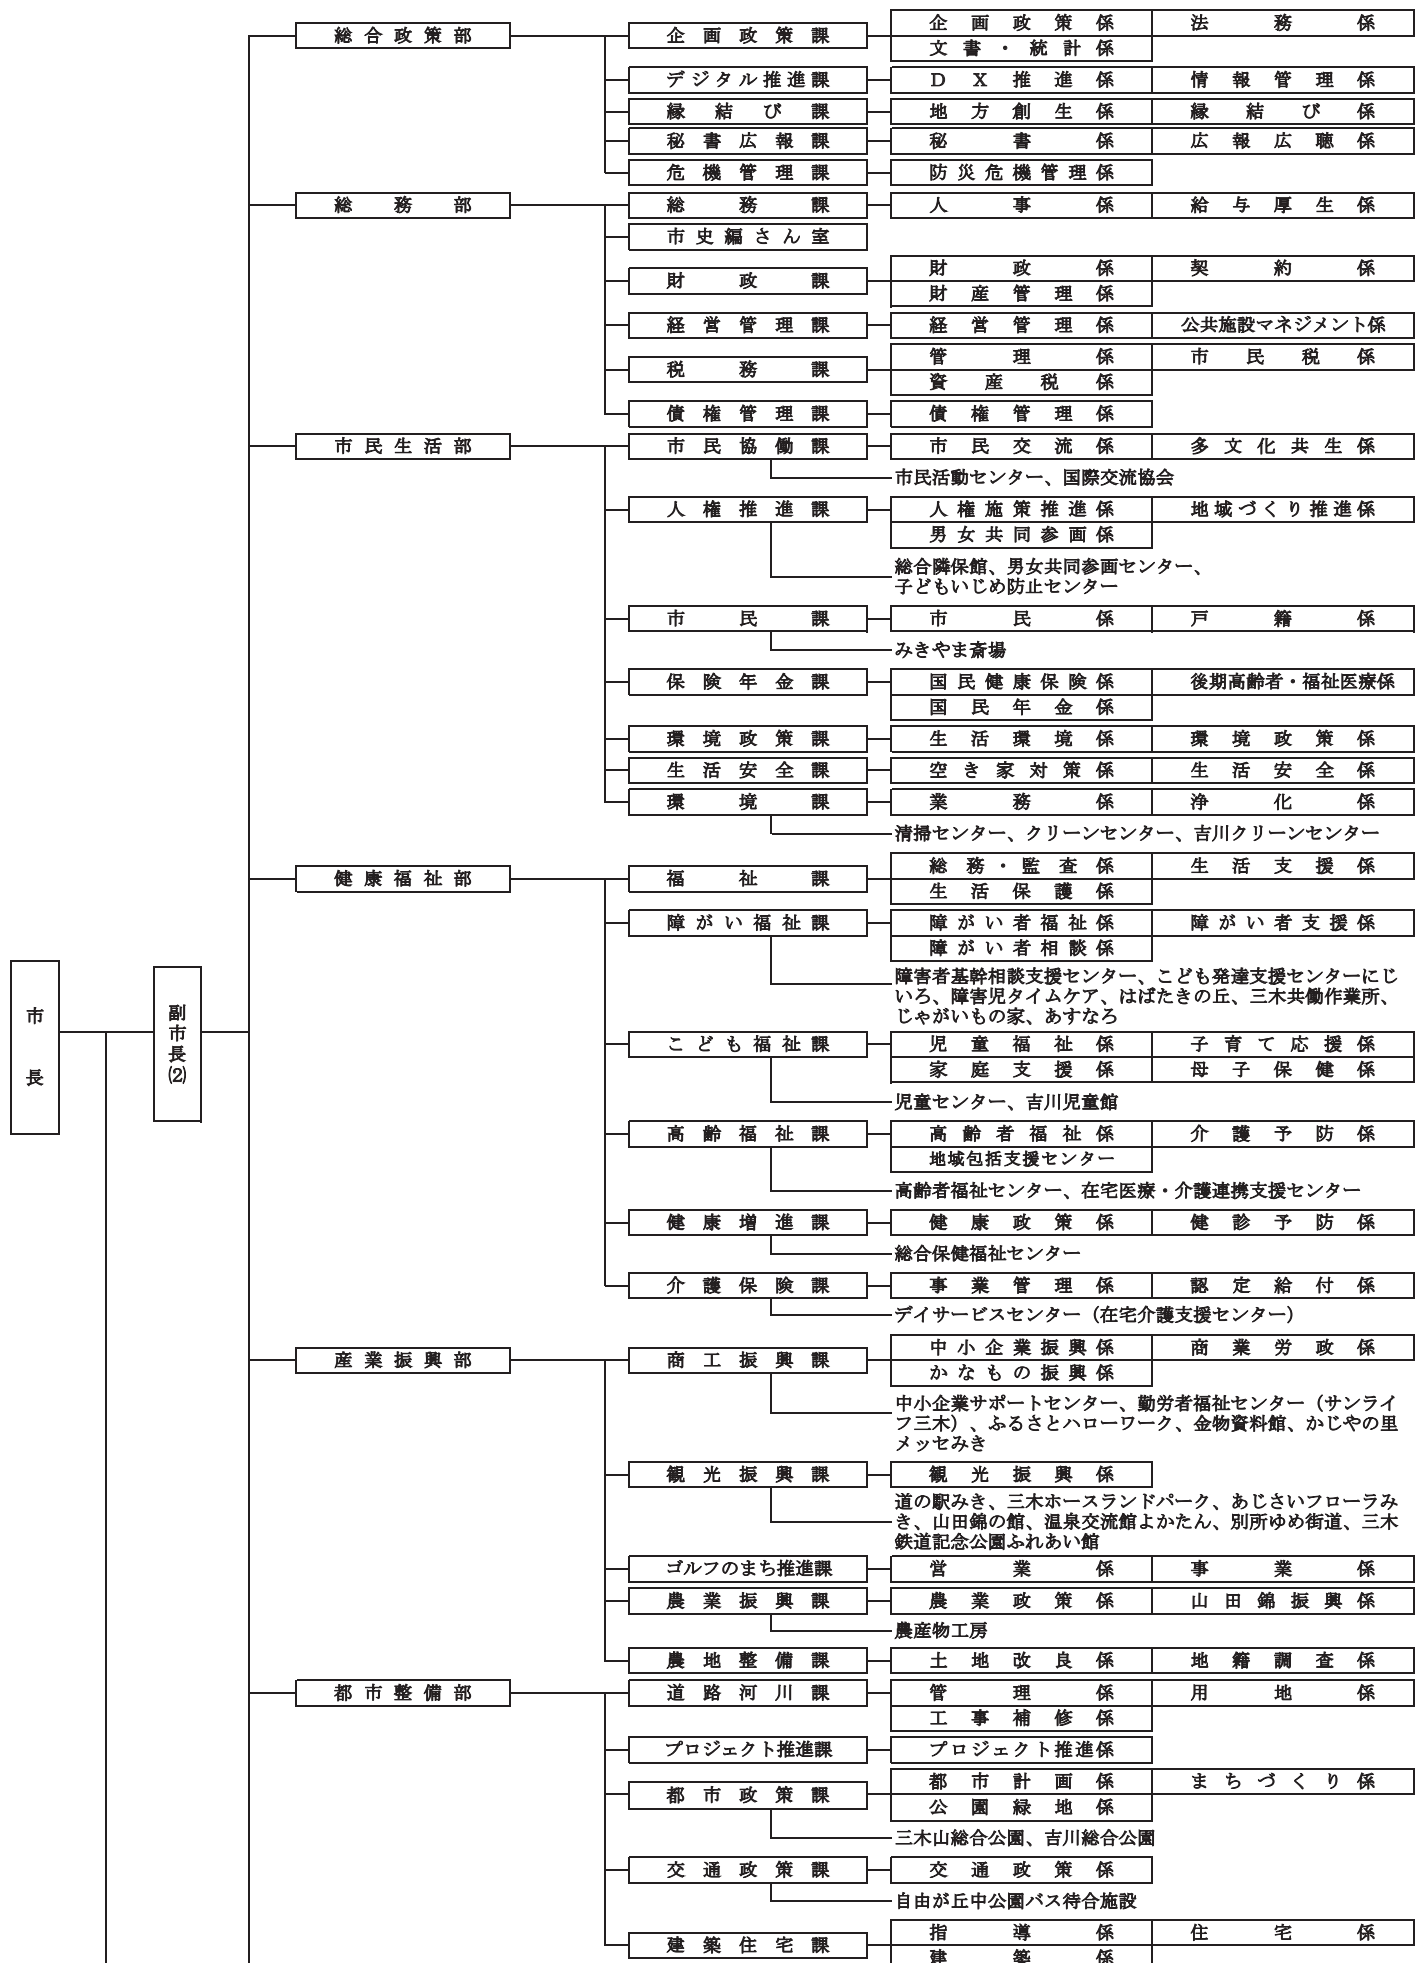 総合政策部 企画政策課 企画政策係 法務係
文書・統計係
デジタル推進課 DX推進係 情報管理係
縁結び課 地方創生係 縁結び係
秘書広報課 秘書係 広報広聴係
危機管理課 防災危機管理係
総務部 総務課 人事係 給与厚生係
市史編さん室
財政課 財政係 契約係
財産管理係
経営管理課 経営管理係 公共施設マネジメント係
税務課 管理係 市民税係
資産税係
債権管理課 債権管理係
市民生活部 市民協働課 市民交流係 多文化共生係
市民活動センター、国際交流協会
人権推進課 人権施策推進係 地域づくり推進係
男女共同参画係
総合隣保館、男女共同参画センター、
子どもいじめ防止センター
市民課 市民係 戸籍係
みきやま斎場
保険年金課 国民健康保険係 後期高齢者・福祉医療係
国民年金係
環境政策課 生活環境係 環境政策係
生活安全課 空き家対策係 生活安全係
環境課 業務係 浄化係
清掃センター、クリーンセンター、吉川クリーンセンター
健康福祉部 福祉課 総務・監査係 生活支援係
生活保護係
障がい福祉課 障がい者福祉係 障がい者支援係
障がい者相談係
障害者基幹相談支援センター、こども発達支援センターにじ
いろ、障害児タイムケア、はばたきの丘、三木共働作業所、
じゃがいもの家、あすなろ
市長 副市長(2)
こども福祉課 児童福祉係 子育て応援係
家庭支援係 母子保健係
児童センター、吉川児童館
高齢福祉課 高齢者福祉係 介護予防係
地域包括支援センター
高齢者福祉センター、在宅医療・介護連携支援センター
健康増進課 健康政策係 健診予防係
総合保健福祉センター
介護保険課 事業管理係 認定給付係
デイサービスセンター（在宅介護支援センター）
産業振興部 商工振興課 中小企業振興係 商業労政係
かなもの振興係
中小企業サポートセンター、勤労者福祉センター（サンライ
フ三木）、ふるさとハローワーク、金物資料館、かじやの里
メッセみき
観光振興課 観光振興係
道の駅みき、三木ホースランドパーク、あじさいフローラみ
き、山田錦の館、温泉交流館よかたん、別所ゆめ街道、三木
鉄道記念公園ふれあい館
ゴルフのまち推進課 営業係 事業係
農業振興課 農業政策係 山田錦振興係
農産物工房
農地整備課 土地改良係 地籍調査係
都市整備部 道路河川課 管理係 用地係
工事補修係
プロジェクト推進課 プロジェクト推進係
都市政策課 都市計画係 まちづくり係
公園緑地係
三木山総合公園、吉川総合公園
交通政策課 交通政策係
自由が丘中公園バス待合施設
建築住宅課 指導係 住宅係
建築係